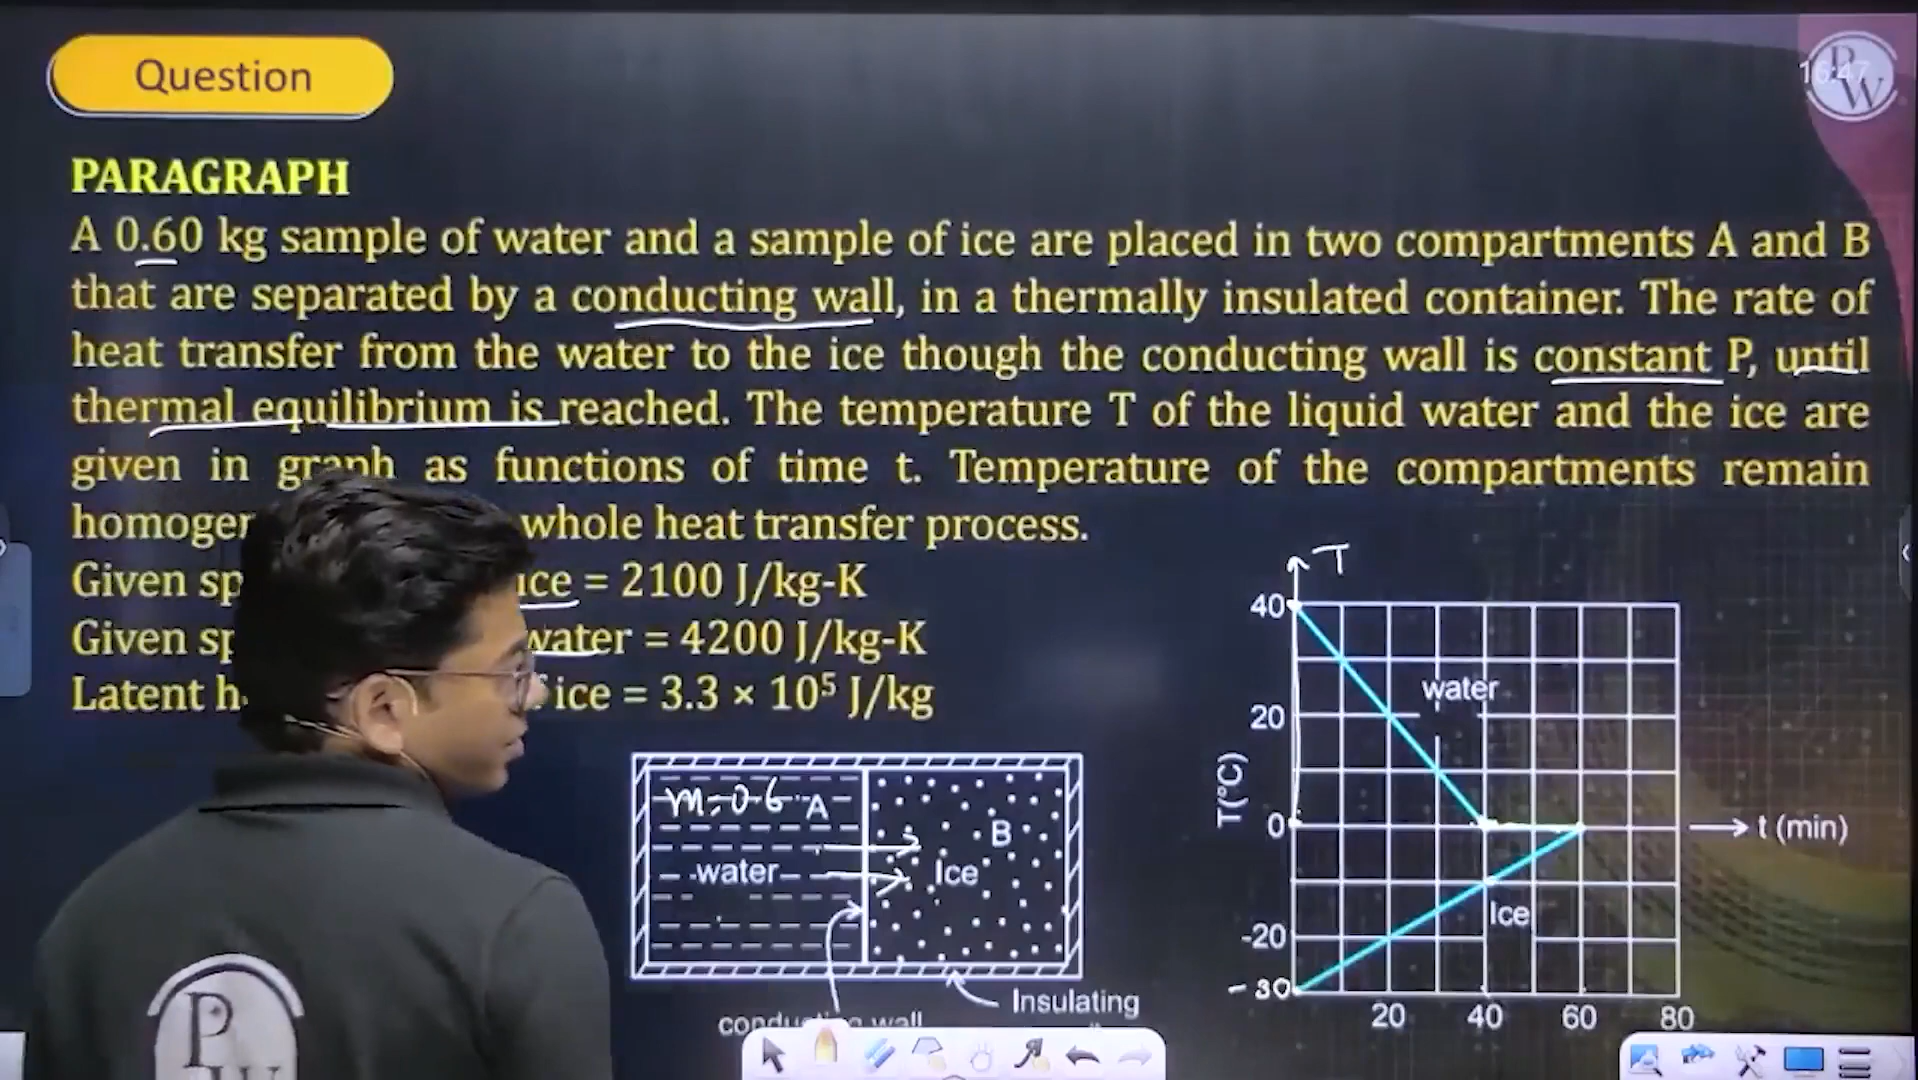 Question
16:47
PW
PARAGRAPH
A 0.60 kg sample of water and a sample of ice are placed in two compartments A and B
that are separated by a conducting wall, in a thermally insulated container. The rate of
heat transfer from the water to the ice though the conducting wall is constant P, until
thermal equilibrium is reached. The temperature T of the liquid water and the ice are
given in graph as functions of time t. Temperature of the compartments remain
whole heat transfer process.
Given ice = 2100 J/kg-K
Given water = 4200 J/kg-K
Latent ice = 3.3 × 10⁵ J/kg
m=0.6 A
B
water
Ice
Insulating
T
40
20
0
-20
-30
T(°C)
water
Ice
t (min)
20 40 60 80
PW